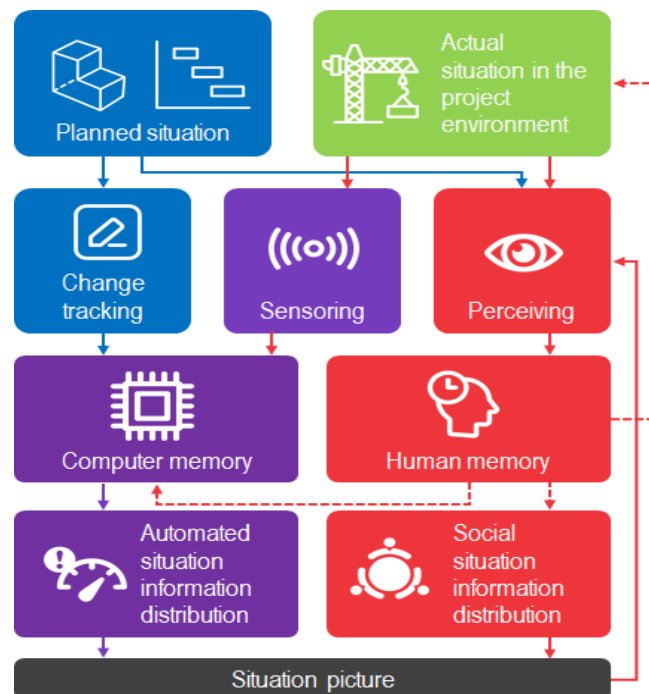 Planned situation
Actual
situation in the
project
environment
Change
tracking
Sensoring
Perceiving
Computer memory
Human memory
Automated
situation
information
distribution
Social
situation
information
distribution
Situation picture